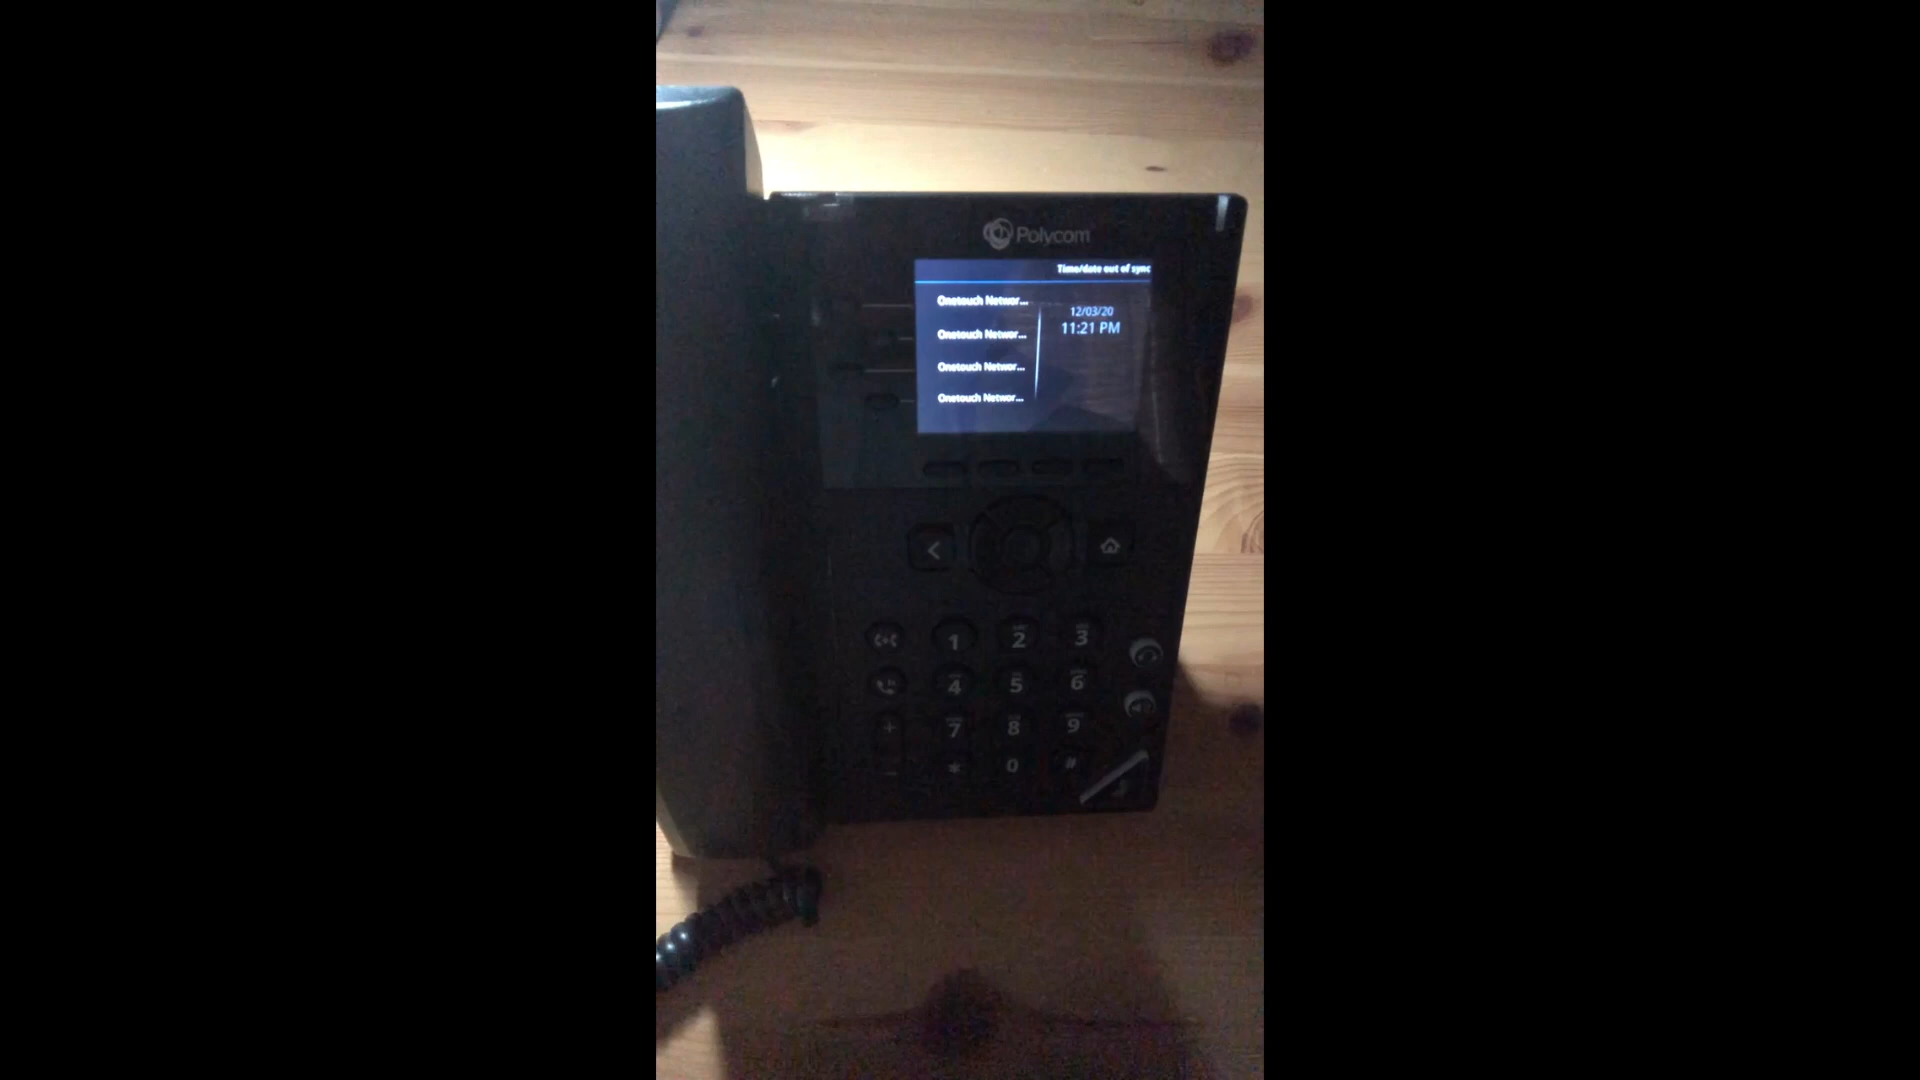 Polycom
Time/date out of sync
Onetouch Networ...
12/03/20
11:21 PM
Onetouch Networ...
Onetouch Networ...
Onetouch Networ...
1 2 3
4 5 6
7 8 9
* 0 #
+
-